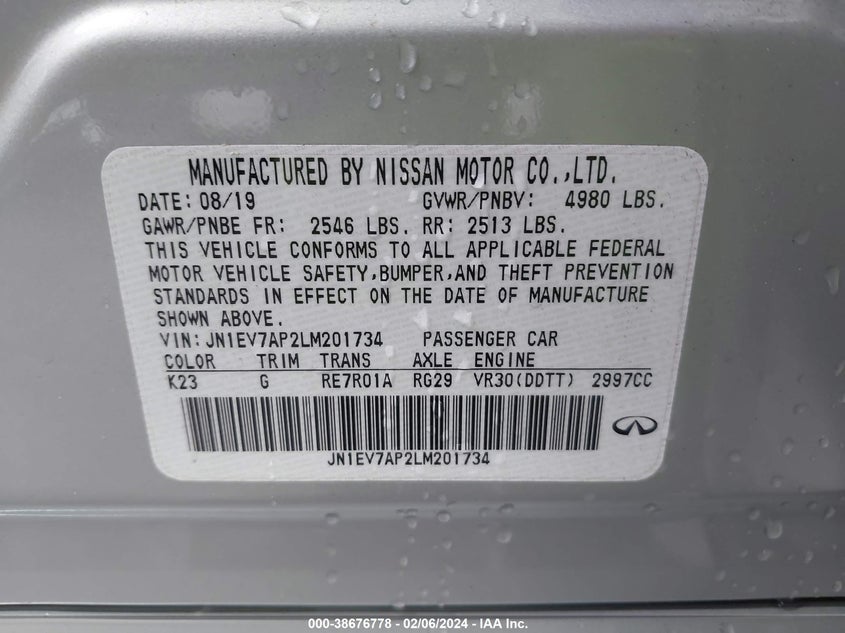 MANUFACTURED BY NISSAN MOTOR CO.,LTD.
DATE: 08/19 GVWR/PNBV: 4980 LBS.
GAWR/PNBE FR: 2546 LBS. RR: 2513 LBS.
THIS VEHICLE CONFORMS TO ALL APPLICABLE FEDERAL
MOTOR VEHICLE SAFETY,BUMPER,AND THEFT PREVENTION
STANDARDS IN EFFECT ON THE DATE OF MANUFACTURE
SHOWN ABOVE.
VIN: JN1EV7AP2LM201734 PASSENGER CAR
COLOR TRIM TRANS AXLE ENGINE
K23 G RE7R01A RG29 VR30(DDTT) 2997CC
JN1EV7AP2LM201734
000-38676778 - 02/06/2024 - IAA Inc.